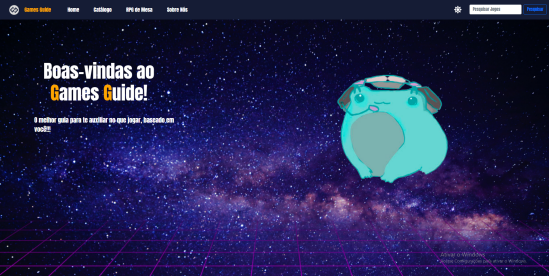 Games Guide Home Catálogo RPG de Mesa Sobre Nós Pesquisar Jogos Pesquisar
Boas-vindas ao
Games Guide!
O melhor guia para te auxiliar no que jogar, baseado em
você!!!
Ativar o Windows
Acesse Configurações para ativar o Windows.